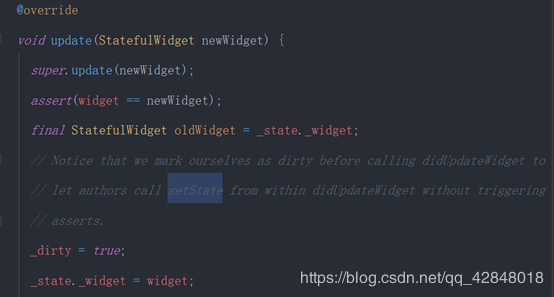 @override
void update(StatefulWidget newWidget) {
super.update(newWidget);
assert(widget == newWidget);
final StatefulWidget oldWidget = _state._widget;
// Notice that we mark ourselves as dirty before calling didUpdateWidget to
// let authors call setState from within didUpdateWidget without triggering
// asserts.
_dirty = true;
_state._widget = widget;
https://blog.csdn.net/qq_42848018